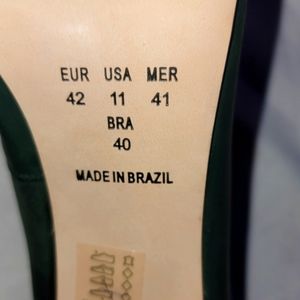 EUR USA MER
42 11 41
BRA
40
MADE IN BRAZIL